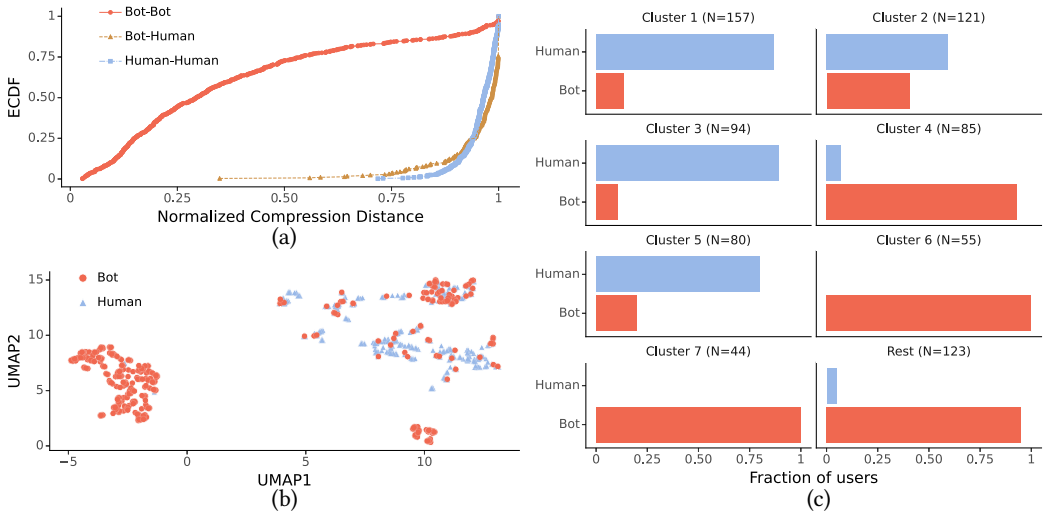 Bot-Bot
Bot-Human
Human-Human
ECDF
1
0.75
0.50
0.25
0
0 0.25 0.50 0.75 1
Normalized Compression Distance
(a)
Bot
Human
UMAP2
15
10
5
0
−5 0 5 10
UMAP1
(b)
Cluster 1 (N=157) Cluster 2 (N=121)
Human
Bot
Cluster 3 (N=94) Cluster 4 (N=85)
Human
Bot
Cluster 5 (N=80) Cluster 6 (N=55)
Human
Bot
Cluster 7 (N=44) Rest (N=123)
Human
Bot
0 0.25 0.50 0.75 1 0 0.25 0.50 0.75 1
Fraction of users
(c)